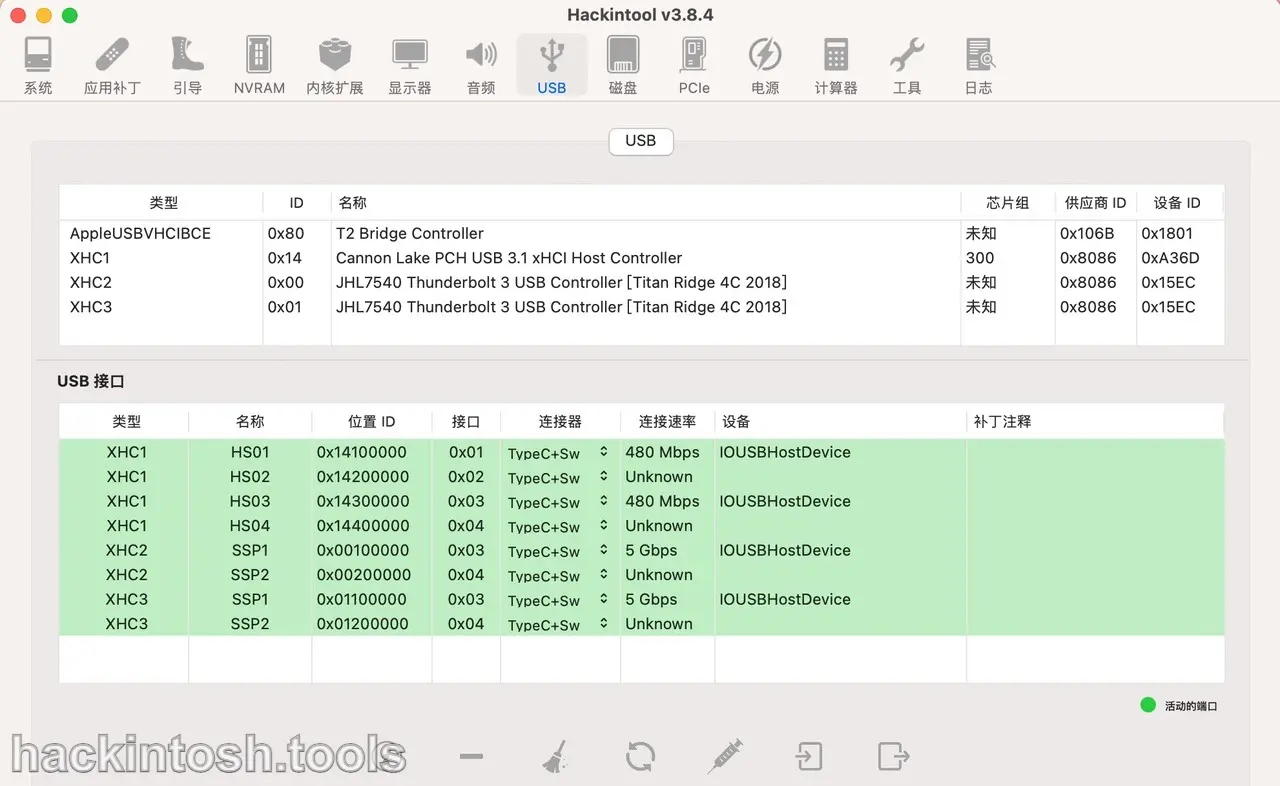 Hackintool v3.8.4
系统 应用补丁 引导 NVRAM 内核扩展 显示器 音频 USB 磁盘 PCIe 电源 计算器 工具 日志
USB
类型 ID 名称 芯片组 供应商 ID 设备 ID
AppleUSBVHCIBCE 0x80 T2 Bridge Controller 未知 0x106B 0x1801
XHC1 0x14 Cannon Lake PCH USB 3.1 xHCI Host Controller 300 0x8086 0xA36D
XHC2 0x00 JHL7540 Thunderbolt 3 USB Controller [Titan Ridge 4C 2018] 未知 0x8086 0x15EC
XHC3 0x01 JHL7540 Thunderbolt 3 USB Controller [Titan Ridge 4C 2018] 未知 0x8086 0x15EC
USB 接口
类型 名称 位置 ID 接口 连接器 连接速率 设备 补丁注释
XHC1 HS01 0x14100000 0x01 TypeC+Sw 480 Mbps IOUSBHostDevice
XHC1 HS02 0x14200000 0x02 TypeC+Sw Unknown
XHC1 HS03 0x14300000 0x03 TypeC+Sw 480 Mbps IOUSBHostDevice
XHC1 HS04 0x14400000 0x04 TypeC+Sw Unknown
XHC2 SSP1 0x00100000 0x03 TypeC+Sw 5 Gbps IOUSBHostDevice
XHC2 SSP2 0x00200000 0x04 TypeC+Sw Unknown
XHC3 SSP1 0x01100000 0x03 TypeC+Sw 5 Gbps IOUSBHostDevice
XHC3 SSP2 0x01200000 0x04 TypeC+Sw Unknown
活动的端口
hackintosh.tools